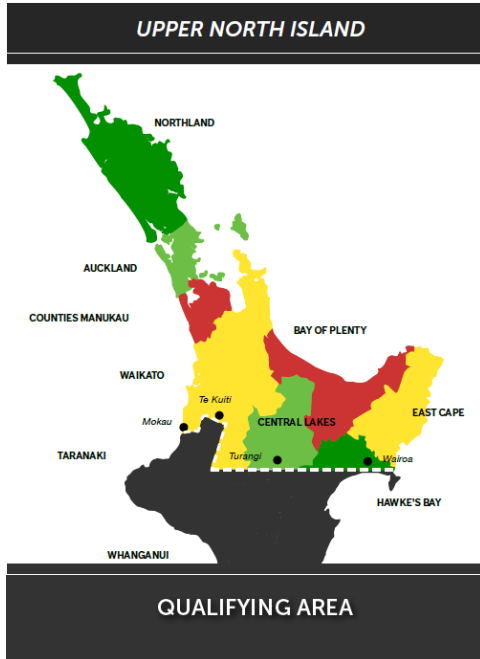 UPPER NORTH ISLAND
NORTHLAND
AUCKLAND
COUNTIES MANUKAU
BAY OF PLENTY
WAIKATO
Te Kuiti
EAST CAPE
Mokau
CENTRAL LAKES
TARANAKI
Turangi
Wairoa
HAWKE'S BAY
WHANGANUI
QUALIFYING AREA